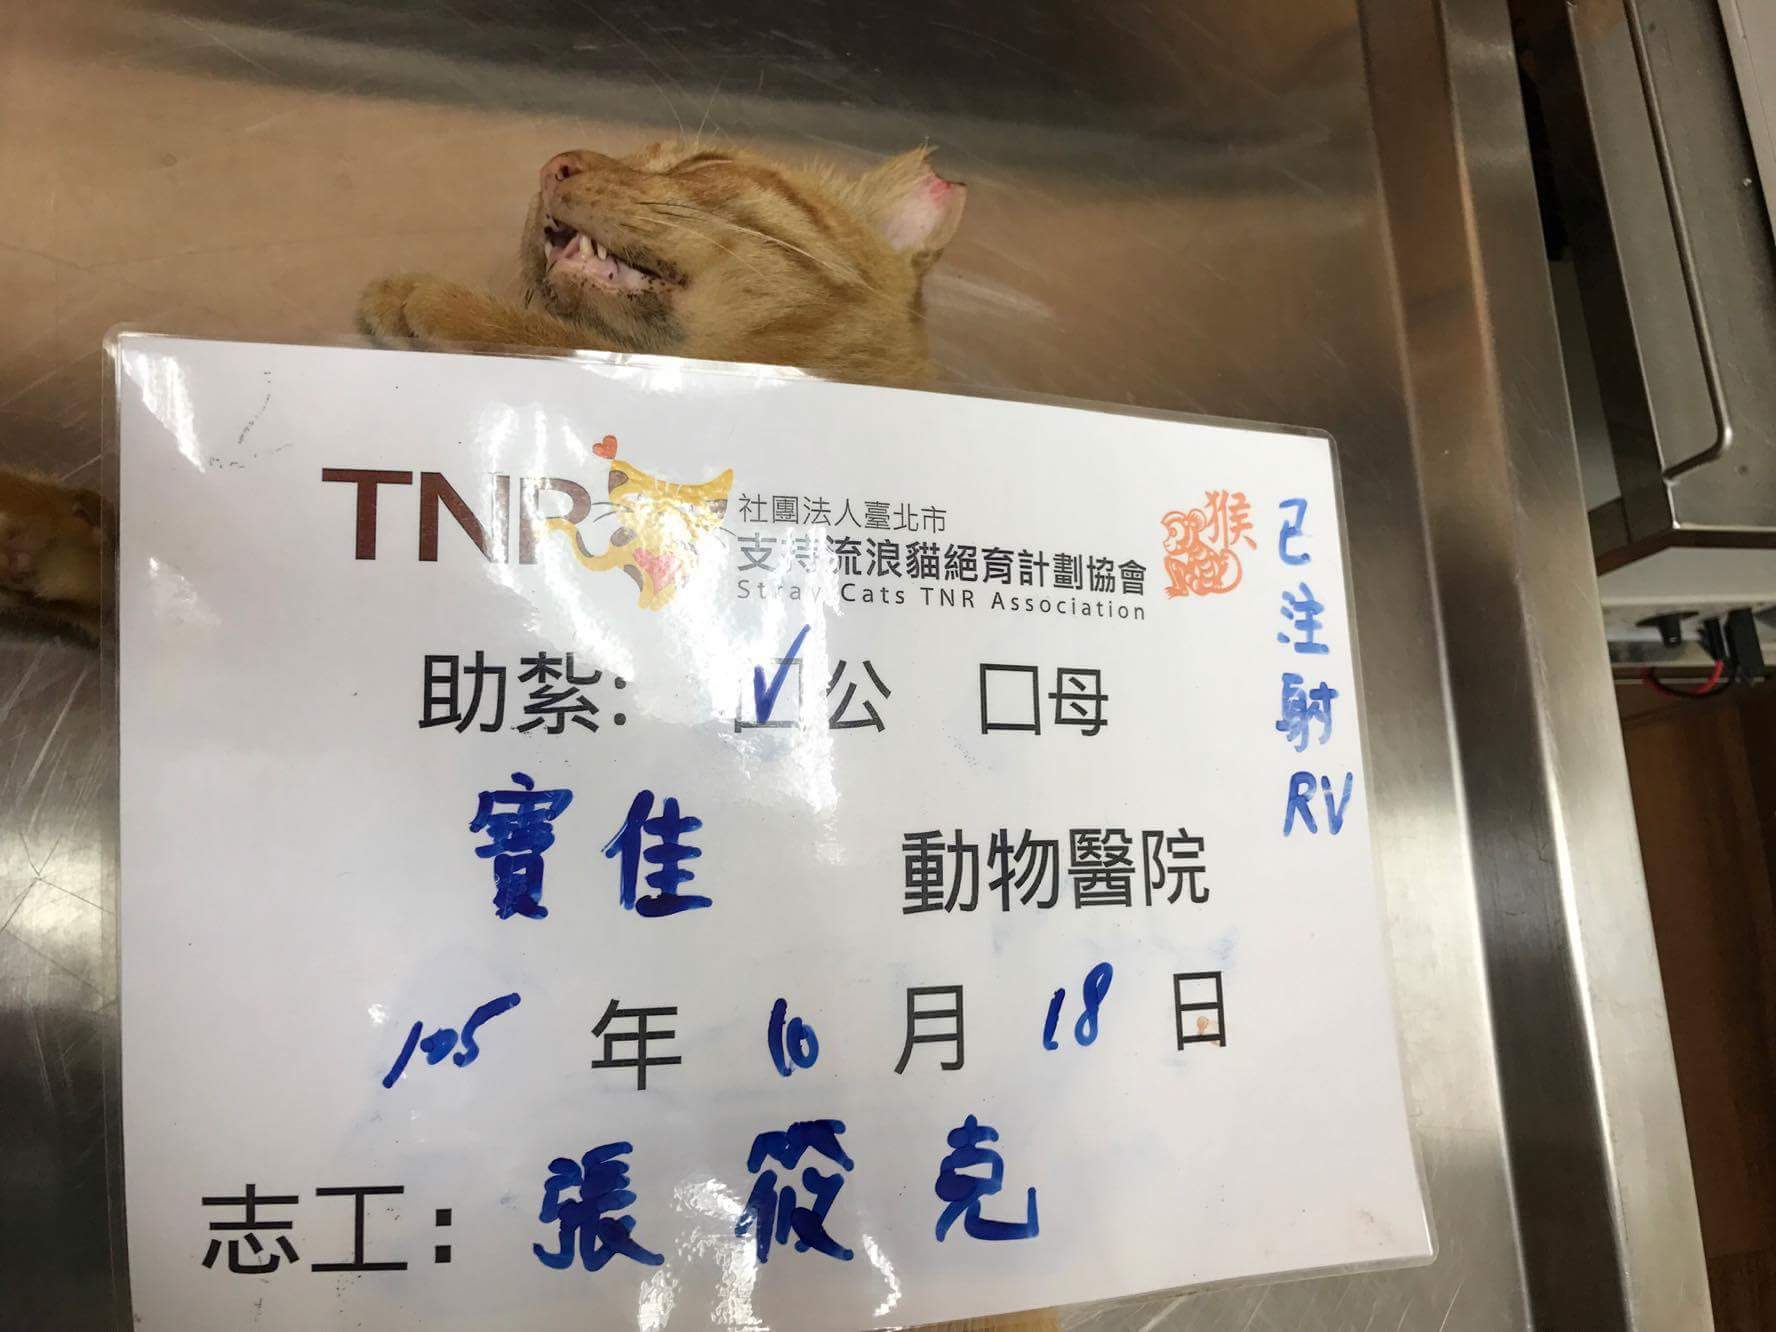 TNR
社團法人臺北市
支持流浪貓絕育計劃協會
Stray Cats TNR Association
猴
已注射RV
助紮: ☑公 口母
寶佳 動物醫院
105 年 10 月 18 日
志工: 張筱克